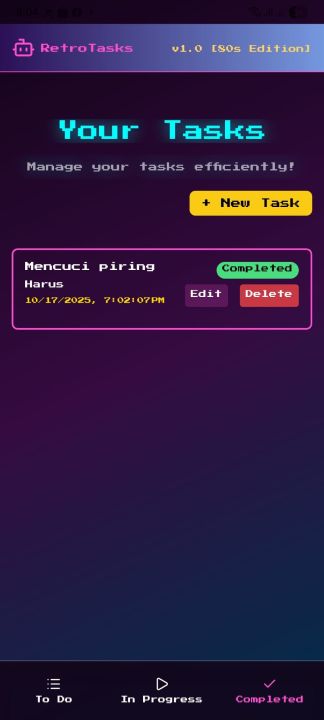 RetroTasks
v1.0 [80s Edition]
Your Tasks
Manage your tasks efficiently!
+ New Task
Mencuci piring
Completed
Harus
10/17/2025, 7:02:07PM
Edit
Delete
To Do
In Progress
Completed